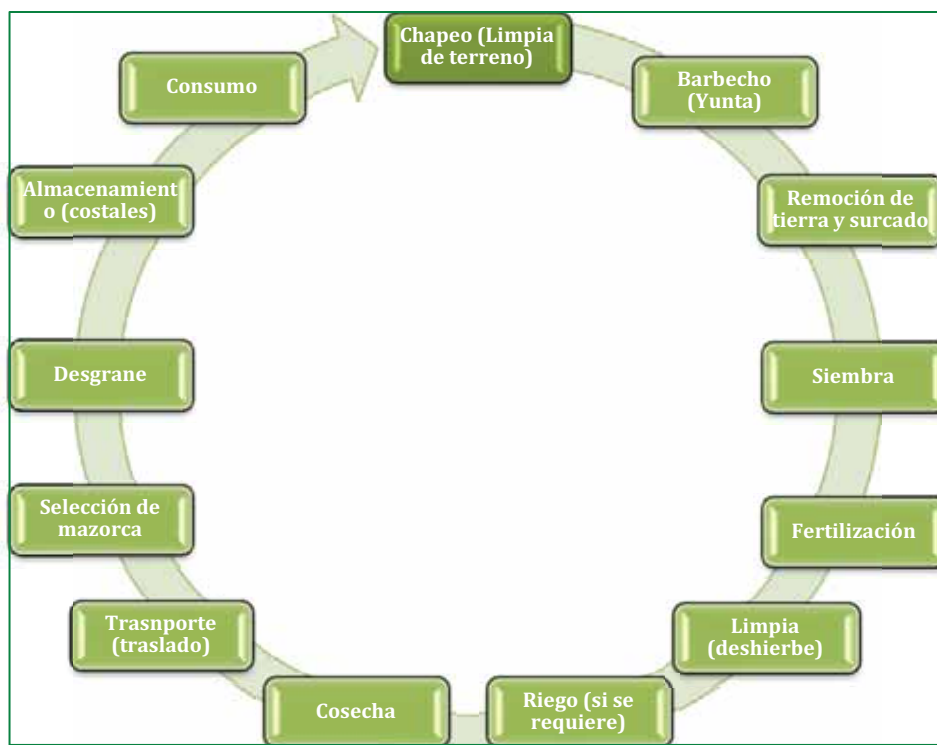 Chapeo (Limpia
de terreno)
Barbecho
(Yunta)
Remoción de
tierra y surcado
Siembra
Fertilización
Limpia
(deshierbe)
Riego (si se
requiere)
Cosecha
Trasnporte
(traslado)
Selección de
mazorca
Desgrane
Almacenamient
o (costales)
Consumo